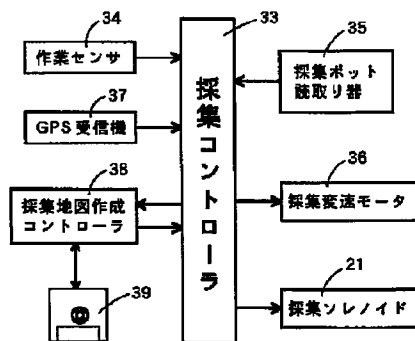 34
作業センサ
37
GPS受信機
38
採集地図作成
コントローラ
39
33
採集コントローラ
35
採集ポット
読取り器
36
採集変速モータ
21
採集ソレノイド